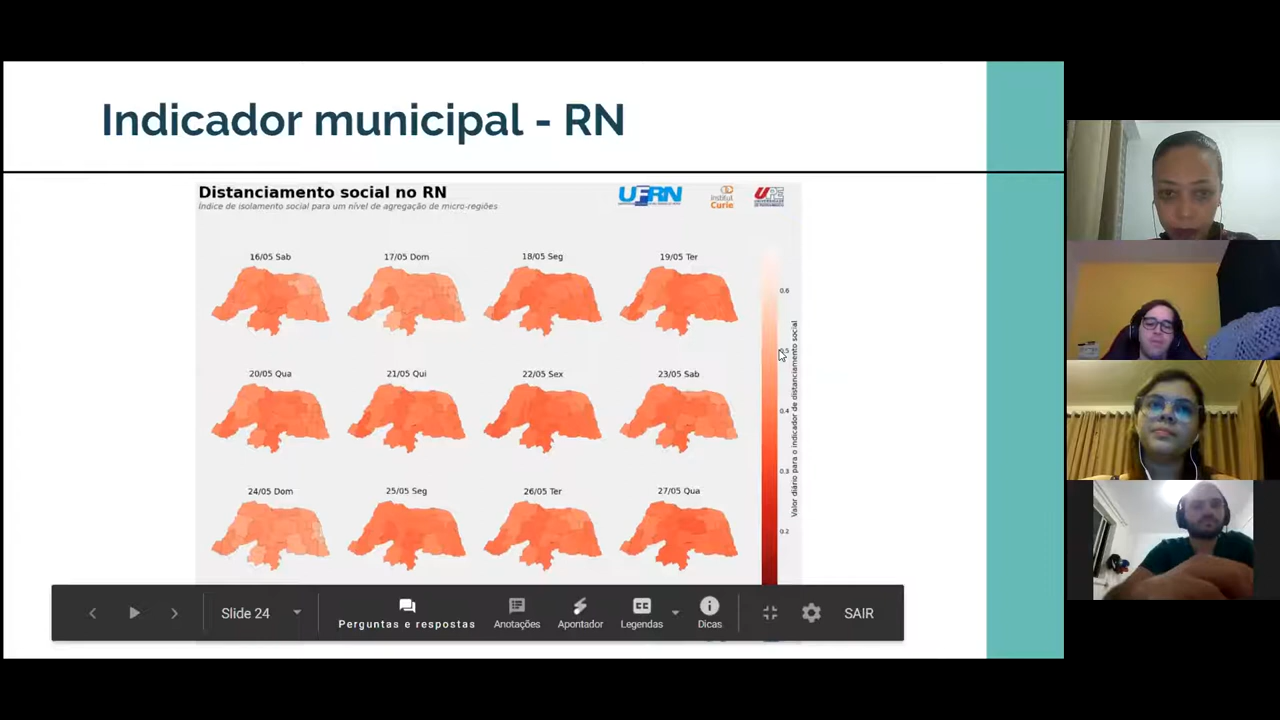 Indicador municipal - RN
Distanciamento social no RN
Índice de isolamento social para um nível de agregação de micro-regiões
UFRN
institut
Curie
UPE
16/05 Sab
17/05 Dom
18/05 Seg
19/05 Ter
0.6
20/05 Qua
21/05 Qui
22/05 Sex
23/05 Sab
0.4
0.3
0.2
Valor diário para o indicador de distanciamento social
24/05 Dom
25/05 Seg
26/05 Ter
27/05 Qua
Slide 24
Perguntas e respostas
Anotações
Apontador
CC
Legendas
Dicas
SAIR